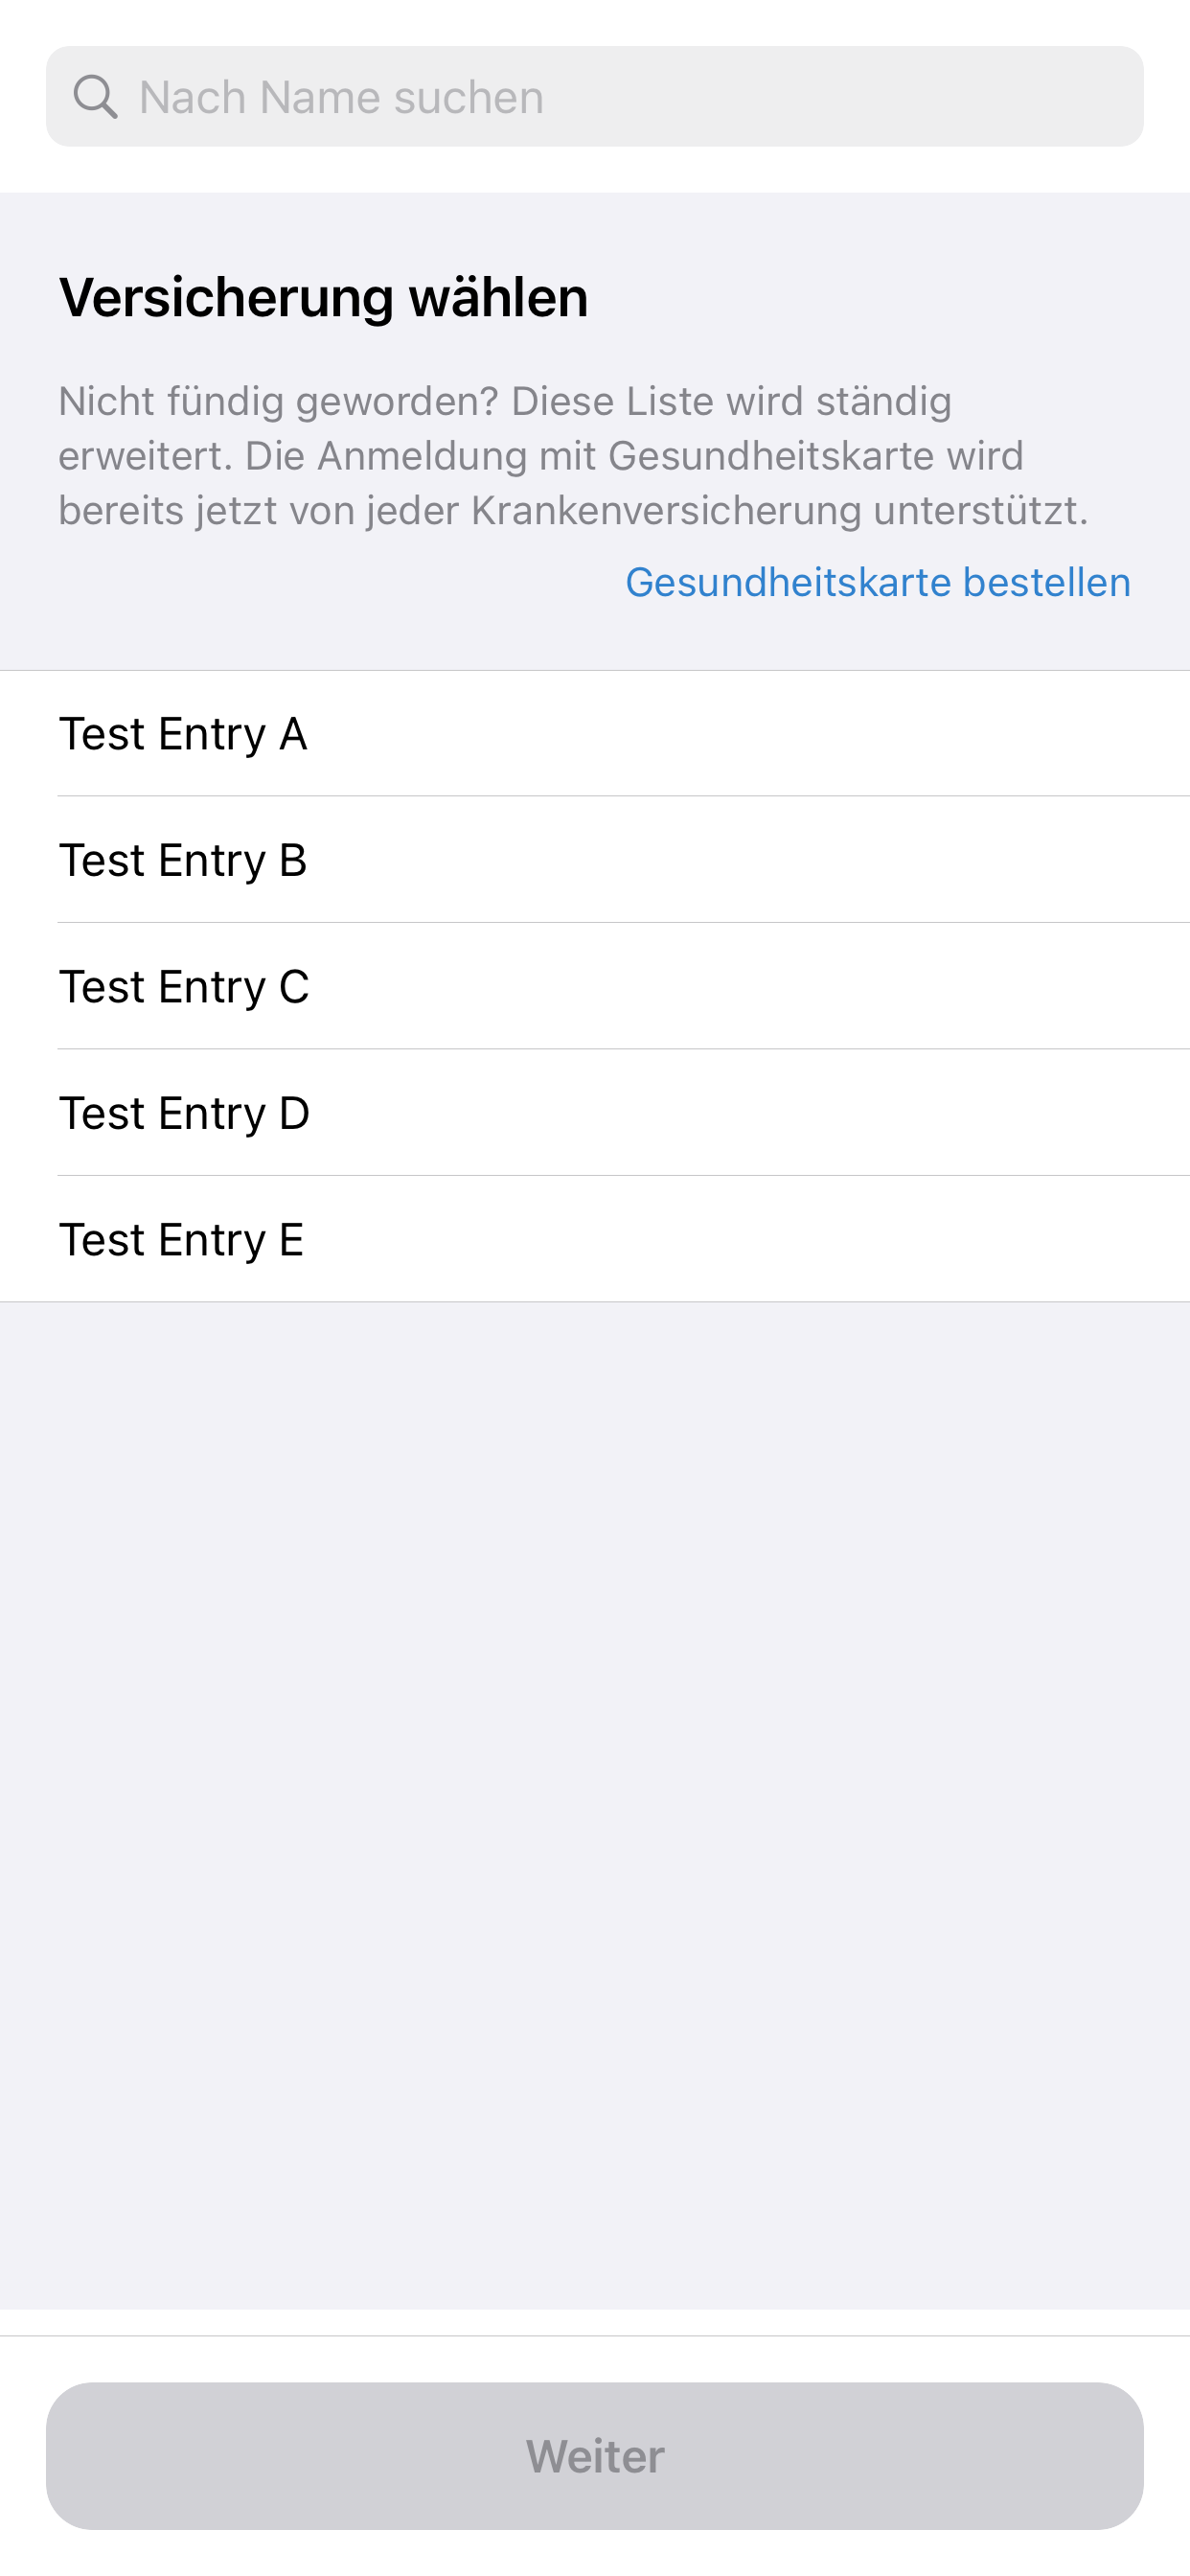 Nach Name suchen
Versicherung wählen
Nicht fündig geworden? Diese Liste wird ständig
erweitert. Die Anmeldung mit Gesundheitskarte wird
bereits jetzt von jeder Krankenversicherung unterstützt.
Gesundheitskarte bestellen
Test Entry A
Test Entry B
Test Entry C
Test Entry D
Test Entry E
Weiter